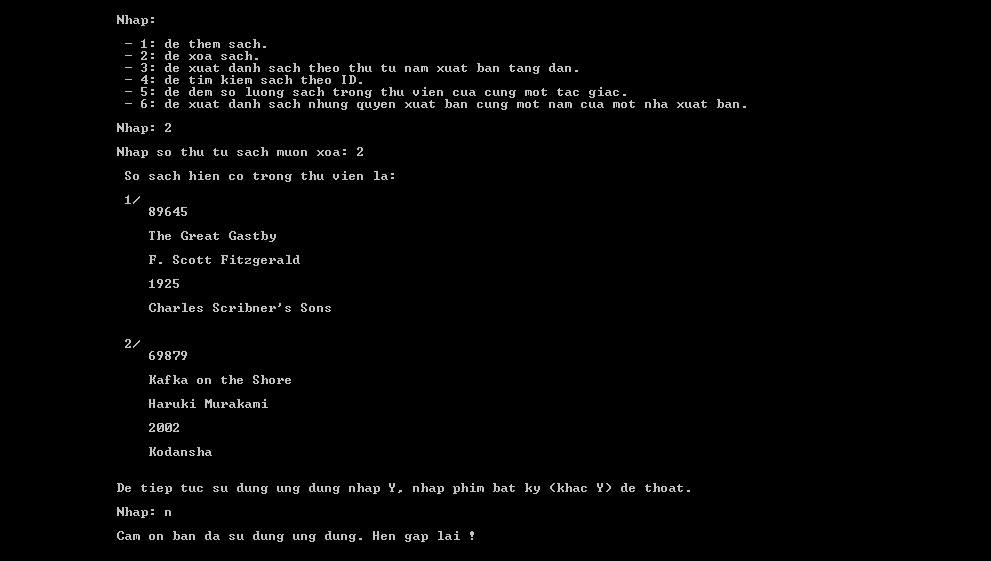 Nhap:
- 1: de them sach.
- 2: de xoa sach.
- 3: de xuat danh sach theo thu tu nam xuat ban tang dan.
- 4: de tim kiem sach theo ID.
- 5: de dem so luong sach trong thu vien cua cung mot tac giac.
- 6: de xuat danh sach nhung quyen xuat ban cung mot nam cua mot nha xuat ban.
Nhap: 2
Nhap so thu tu sach muon xoa: 2
So sach hien co trong thu vien la:
1/
89645
The Great Gastby
F. Scott Fitzgerald
1925
Charles Scribner's Sons
2/
69879
Kafka on the Shore
Haruki Murakami
2002
Kodansha
De tiep tuc su dung ung dung nhap Y, nhap phim bat ky (khac Y) de thoat.
Nhap: n
Cam on ban da su dung ung dung. Hen gap lai !